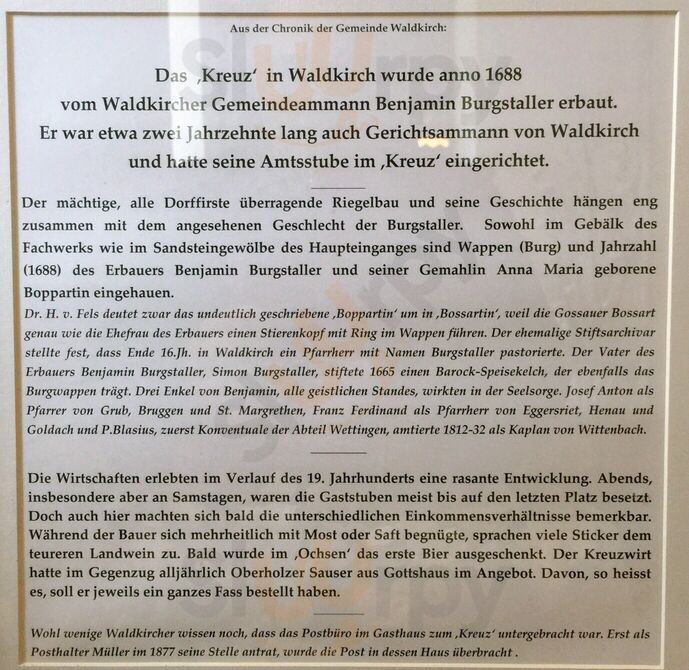 Aus der Chronik der Gemeinde Waldkirch:
Das ‚Kreuz‘ in Waldkirch wurde anno 1688
vom Waldkircher Gemeindeammann Benjamin Burgstaller erbaut.
Er war etwa zwei Jahrzehnte lang auch Gerichtsammann von Waldkirch
und hatte seine Amtsstube im ‚Kreuz‘ eingerichtet.
Der mächtige, alle Dorffirste überragende Riegelbau und seine Geschichte hängen eng
zusammen mit dem angesehenen Geschlecht der Burgstaller. Sowohl im Gebälk des
Fachwerks wie im Sandsteingewölbe des Haupteinganges sind Wappen (Burg) und Jahrzahl
(1688) des Erbauers Benjamin Burgstaller und seiner Gemahlin Anna Maria geborene
Boppartin eingehauen.
Dr. H. v. Fels deutet zwar das undeutlich geschriebene ‚Boppartin‘ um in ‚Bossartin‘, weil die Gossauer Bossart
genau wie die Ehefrau des Erbauers einen Stierenkopf mit Ring im Wappen führen. Der ehemalige Stiftsarchivar
stellte fest, dass Ende 16.Jh. in Waldkirch ein Pfarrherr mit Namen Burgstaller pastorierte. Der Vater des
Erbauers Benjamin Burgstaller, Simon Burgstaller, stiftete 1665 einen Barock-Speisekelch, der ebenfalls das
Burgwappen trägt. Drei Enkel von Benjamin, alle geistlichen Standes, wirkten in der Seelsorge. Josef Anton als
Pfarrer von Grub, Bruggen und St. Margrethen, Franz Ferdinand als Pfarrherr von Eggersriet, Henau und
Goldach und P.Blasius, zuerst Konventuale der Abteil Wettingen, amtierte 1812-32 als Kaplan von Wittenbach.
Die Wirtschaften erlebten im Verlauf des 19. Jahrhunderts eine rasante Entwicklung. Abends,
insbesondere aber an Samstagen, waren die Gaststuben meist bis auf den letzten Platz besetzt.
Doch auch hier machten sich bald die unterschiedlichen Einkommensverhältnisse bemerkbar.
Während der Bauer sich mehrheitlich mit Most oder Saft begnügte, sprachen viele Sticker dem
teureren Landwein zu. Bald wurde im ‚Ochsen‘ das erste Bier ausgeschenkt. Der Kreuzwirt
hatte im Gegenzug alljährlich Oberholzer Sauser aus Gottshaus im Angebot. Davon, so heisst
es, soll er jeweils ein ganzes Fass bestellt haben.
Wohl wenige Waldkircher wissen noch, dass das Postbüro im Gasthaus zum ‚Kreuz‘ untergebracht war. Erst als
Posthalter Müller im 1877 seine Stelle antrat, wurde die Post in dessen Haus überbracht .